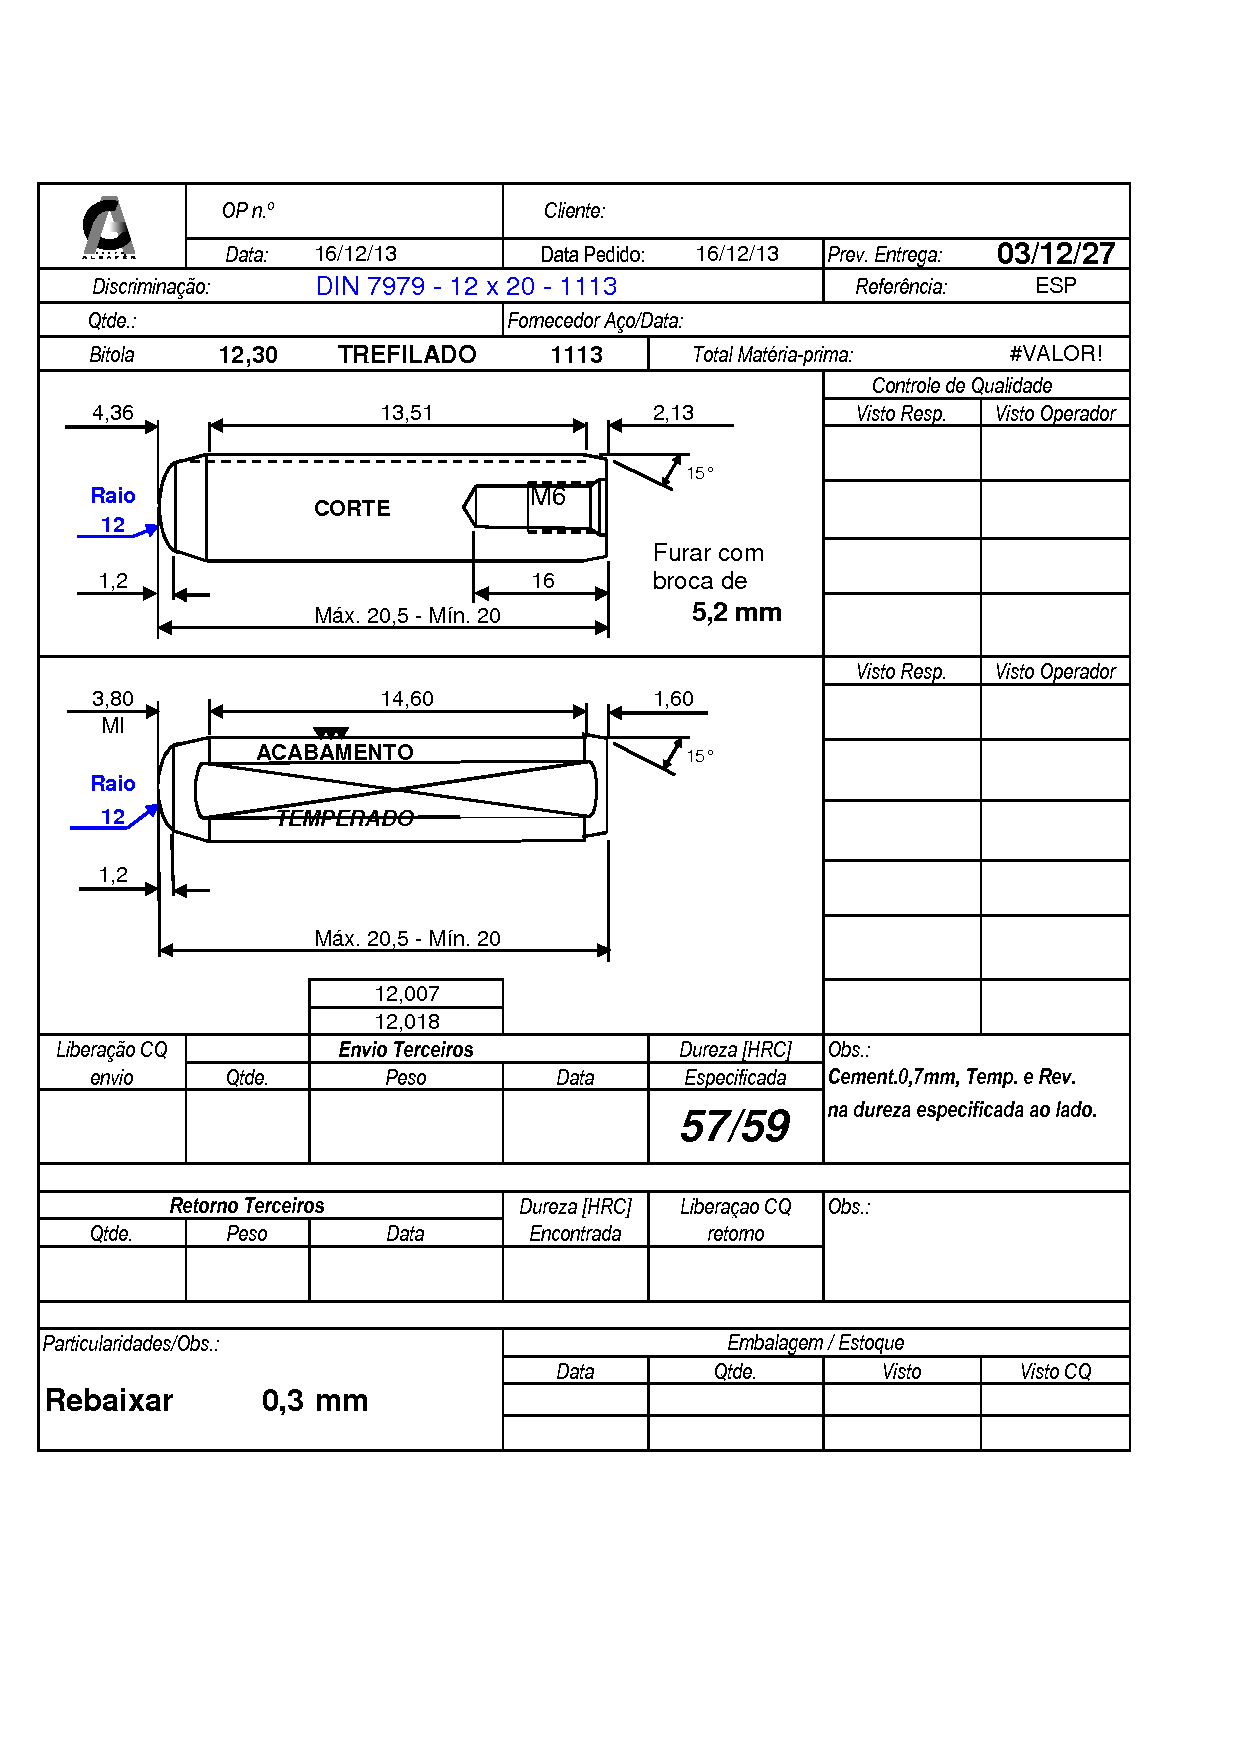 OP n.º Cliente:
Data: 16/12/13 Data Pedido: 16/12/13 Prev. Entrega: 03/12/27
Discriminação: DIN 7979 - 12 x 20 - 1113 Referência: ESP
Qtde.: Fornecedor Aço/Data:
Bitola 12,30 TREFILADO 1113 Total Matéria-prima: #VALOR!
Controle de Qualidade
4,36 13,51 2,13 Visto Resp. Visto Operador
15°
Raio M6
CORTE
12
Furar com
1,2 16 broca de
Máx. 20,5 - Mín. 20 5,2 mm
Visto Resp. Visto Operador
3,80 14,60 1,60
MI
ACABAMENTO 15°
Raio
12 TEMPERADO
1,2
Máx. 20,5 - Mín. 20
12,007
12,018
Liberação CQ Envio Terceiros Dureza [HRC] Obs.:
envio Qtde. Peso Data Especificada Cement.0,7mm, Temp. e Rev.
57/59 na dureza especificada ao lado.
Retorno Terceiros Dureza [HRC] Liberaçao CQ Obs.:
Qtde. Peso Data Encontrada retorno
Particularidades/Obs.: Embalagem / Estoque
Data Qtde. Visto Visto CQ
Rebaixar 0,3 mm